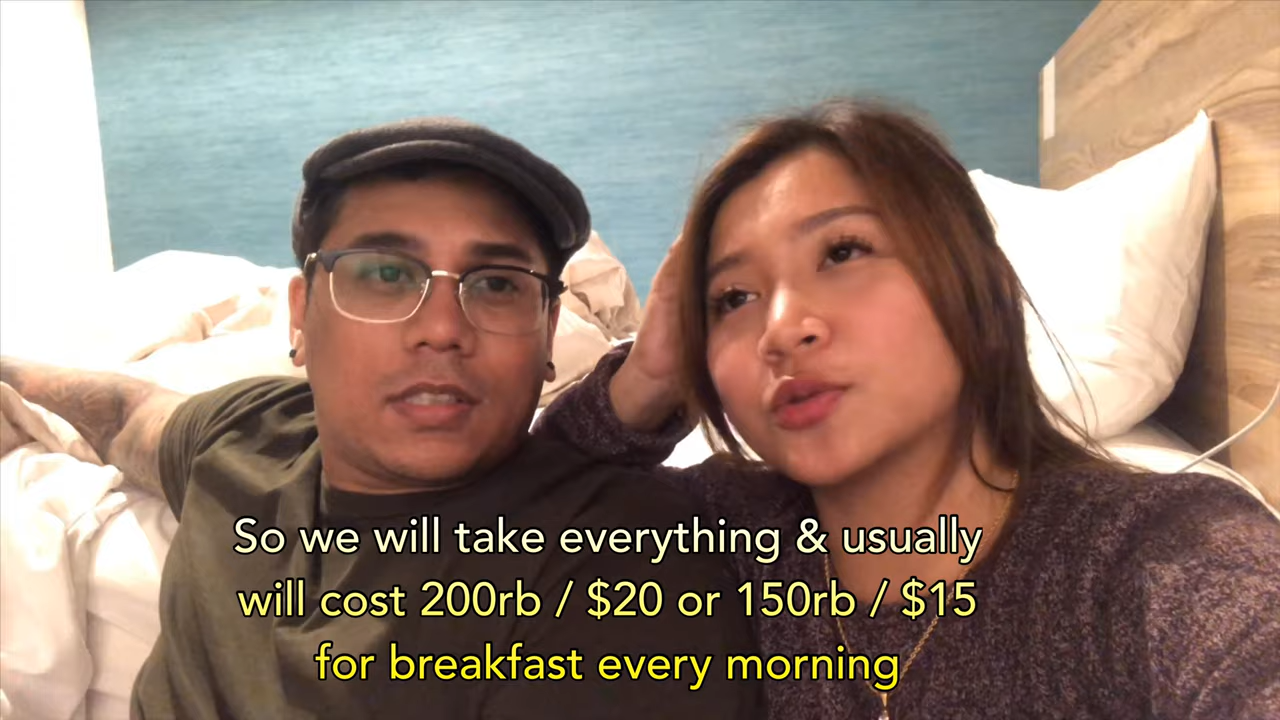 So we will take everything & usually
will cost 200rb / $20 or 150rb / $15
for breakfast every morning